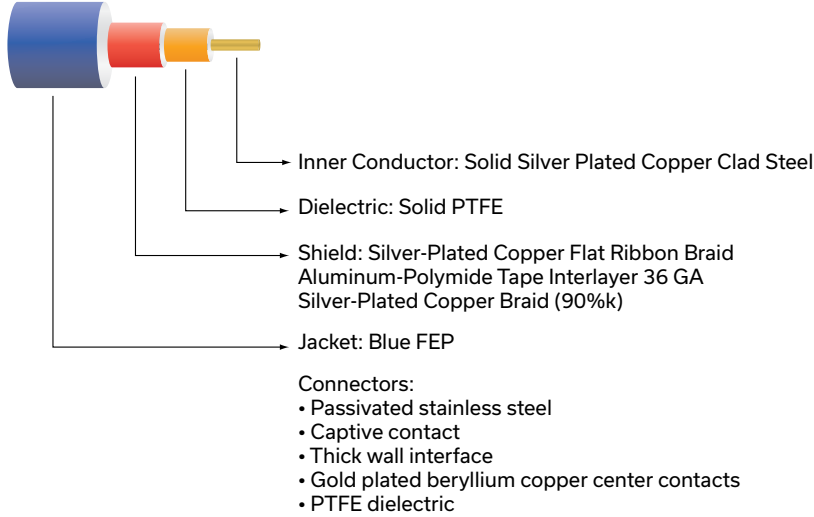 Inner Conductor: Solid Silver Plated Copper Clad Steel
Dielectric: Solid PTFE
Shield: Silver-Plated Copper Flat Ribbon Braid
Aluminum-Polymide Tape Interlayer 36 GA
Silver-Plated Copper Braid (90%k)
Jacket: Blue FEP
Connectors:
• Passivated stainless steel
• Captive contact
• Thick wall interface
• Gold plated beryllium copper center contacts
• PTFE dielectric